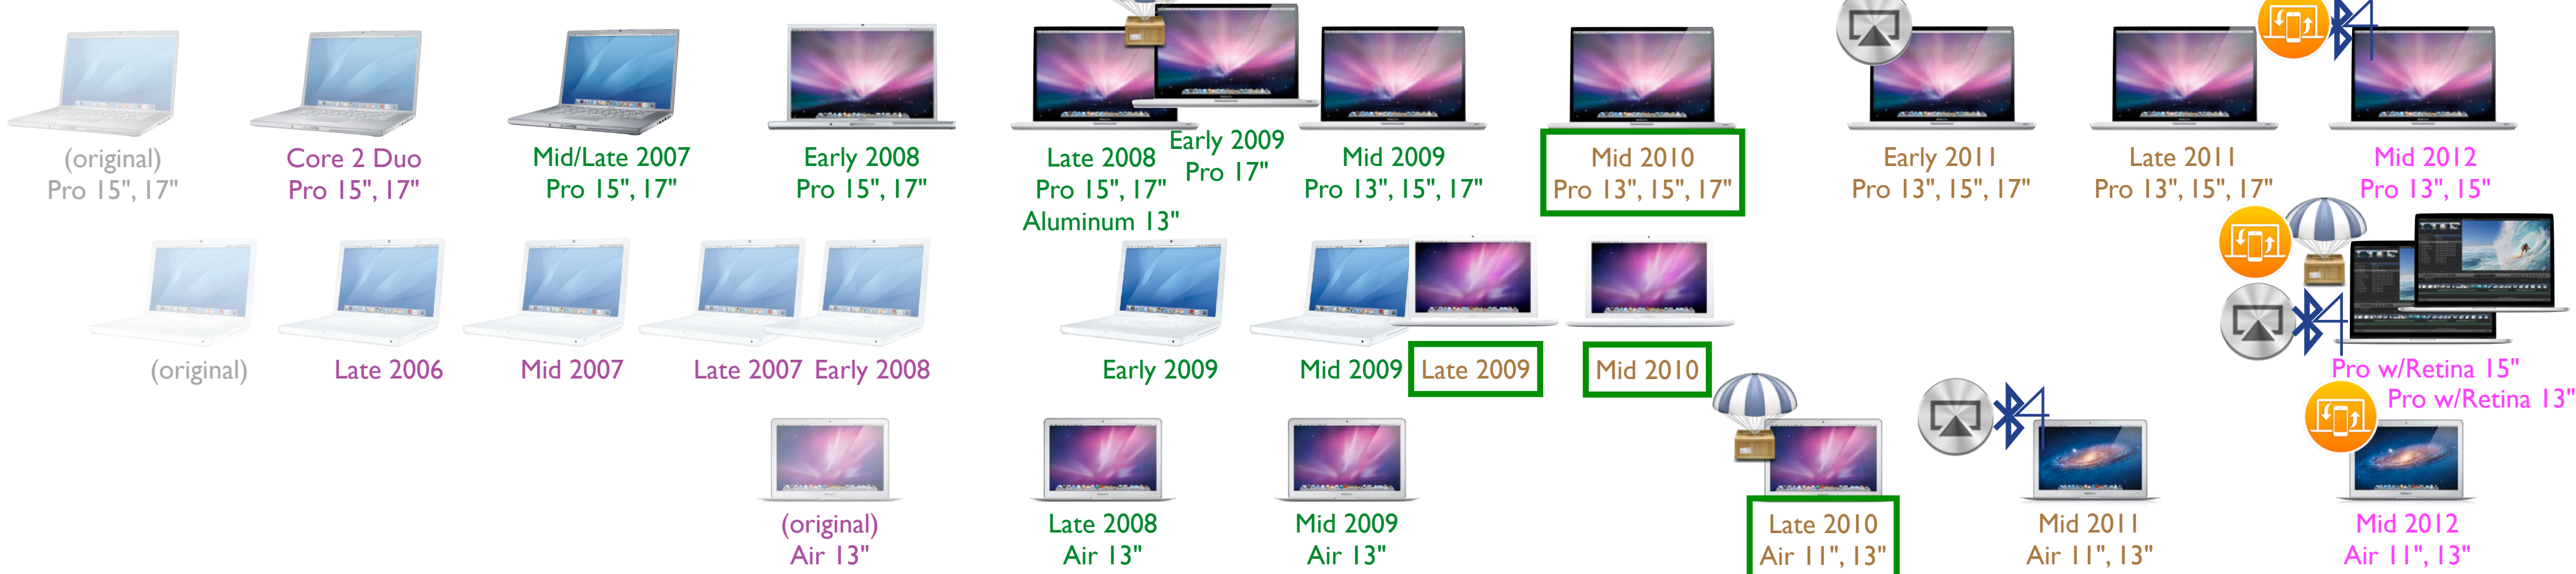 (original)
Pro 15", 17"
Core 2 Duo
Pro 15", 17"
Mid/Late 2007
Pro 15", 17"
Early 2008
Pro 15", 17"
Late 2008
Pro 15", 17"
Aluminum 13"
Early 2009
Pro 17"
Mid 2009
Pro 13", 15", 17"
Mid 2010
Pro 13", 15", 17"
Early 2011
Pro 13", 15", 17"
Late 2011
Pro 13", 15", 17"
4
Mid 2012
Pro 13", 15"
(original)
Late 2006
Mid 2007
Late 2007
Early 2008
Early 2009
Mid 2009
Late 2009
Mid 2010
4
Pro w/Retina 15"
Pro w/Retina 13"
(original)
Air 13"
Late 2008
Air 13"
Mid 2009
Air 13"
Late 2010
Air 11", 13"
4
Mid 2011
Air 11", 13"
Mid 2012
Air 11", 13"